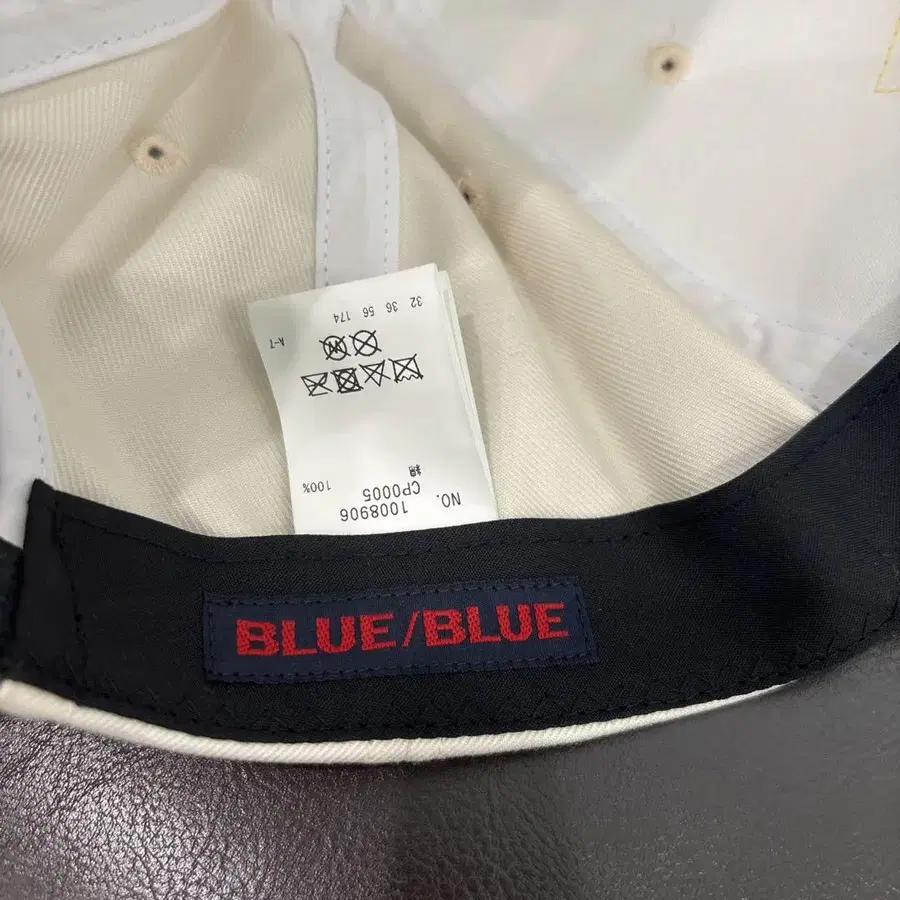 NO. 1008906
CP0005
綿 100%
K-T
32 36 56 174
BLUE/BLUE